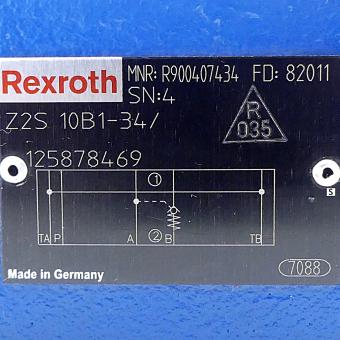 Rexroth
MNR: R900407434 FD: 82011
SN:4
Z2S 10B1-34/
R
035
125878469
1
TA P A 2 B TB
S
Made in Germany
7088